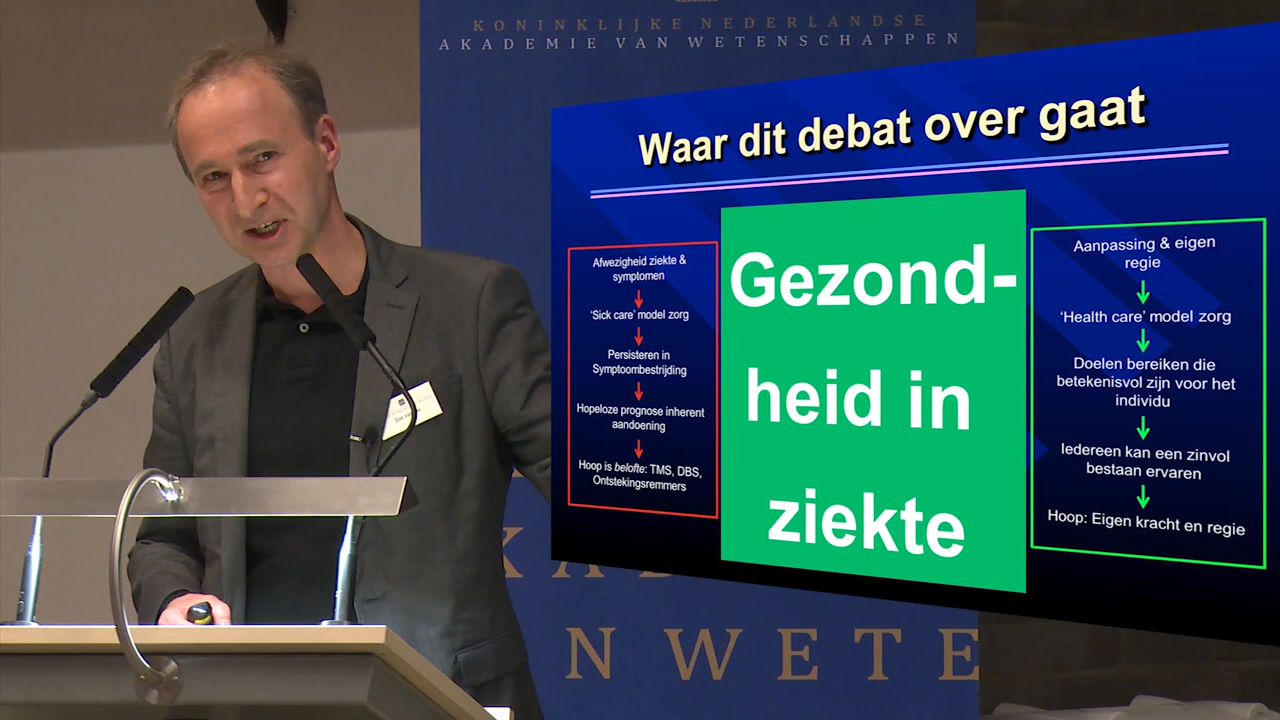 KONINKLIJKE NEDERLANDSE
AKADEMIE VAN WETENSCHAPPEN
Waar dit debat over gaat
Afwezigheid ziekte &
symptomen
‘Sick care’ model zorg
Persisteren in
Symptoombestrijding
Hopeloze prognose inherent
aandoening
Hoop is belofte: TMS, DBS,
Ontstekingsremmers
Gezond-
heid in
ziekte
Aanpassing & eigen
regie
‘Health care’ model zorg
Doelen bereiken die
betekenisvol zijn voor het
individu
Iedereen kan een zinvol
bestaan ervaren
Hoop: Eigen kracht en regie
N WETE